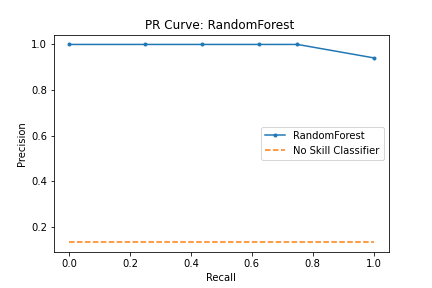 PR Curve: RandomForest
1.0
0.8
0.6
0.4
0.2
Precision
RandomForest
No Skill Classifier
0.0 0.2 0.4 0.6 0.8 1.0
Recall